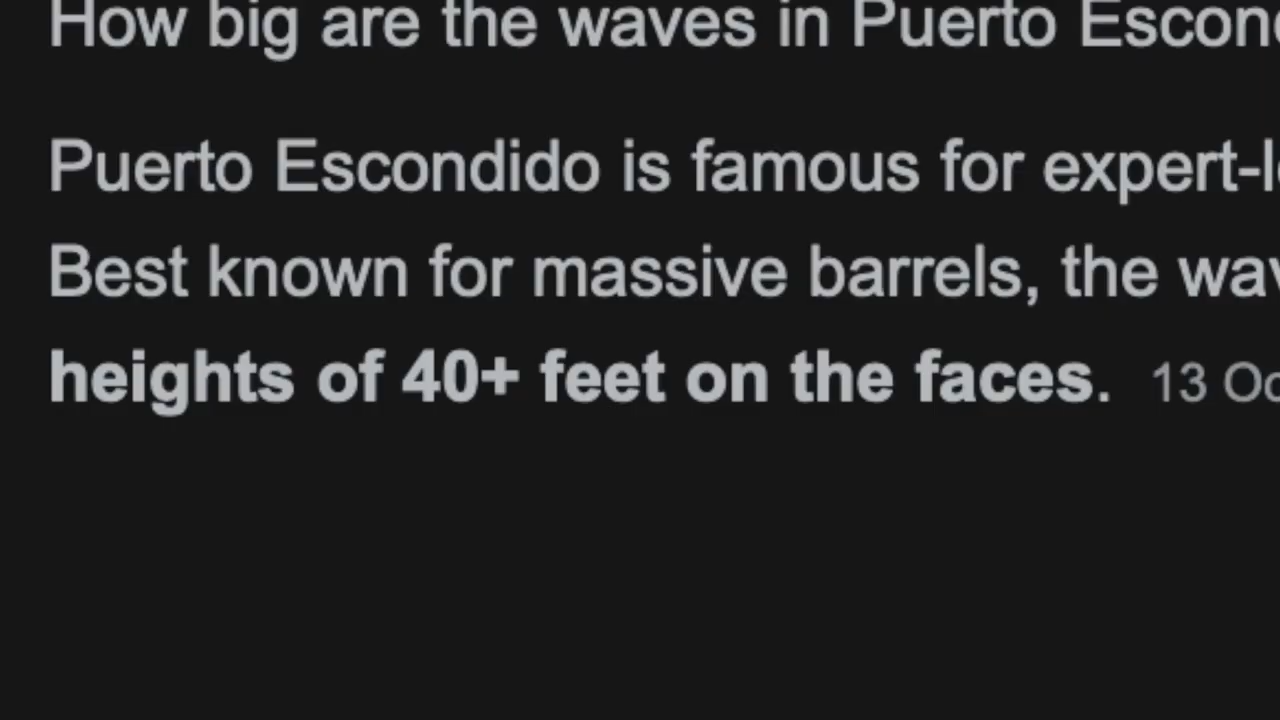 How big are the waves in Puerto
Puerto Escondido is famous for
Best known for massive barrels, the
heights of 40+ feet on the faces. 13